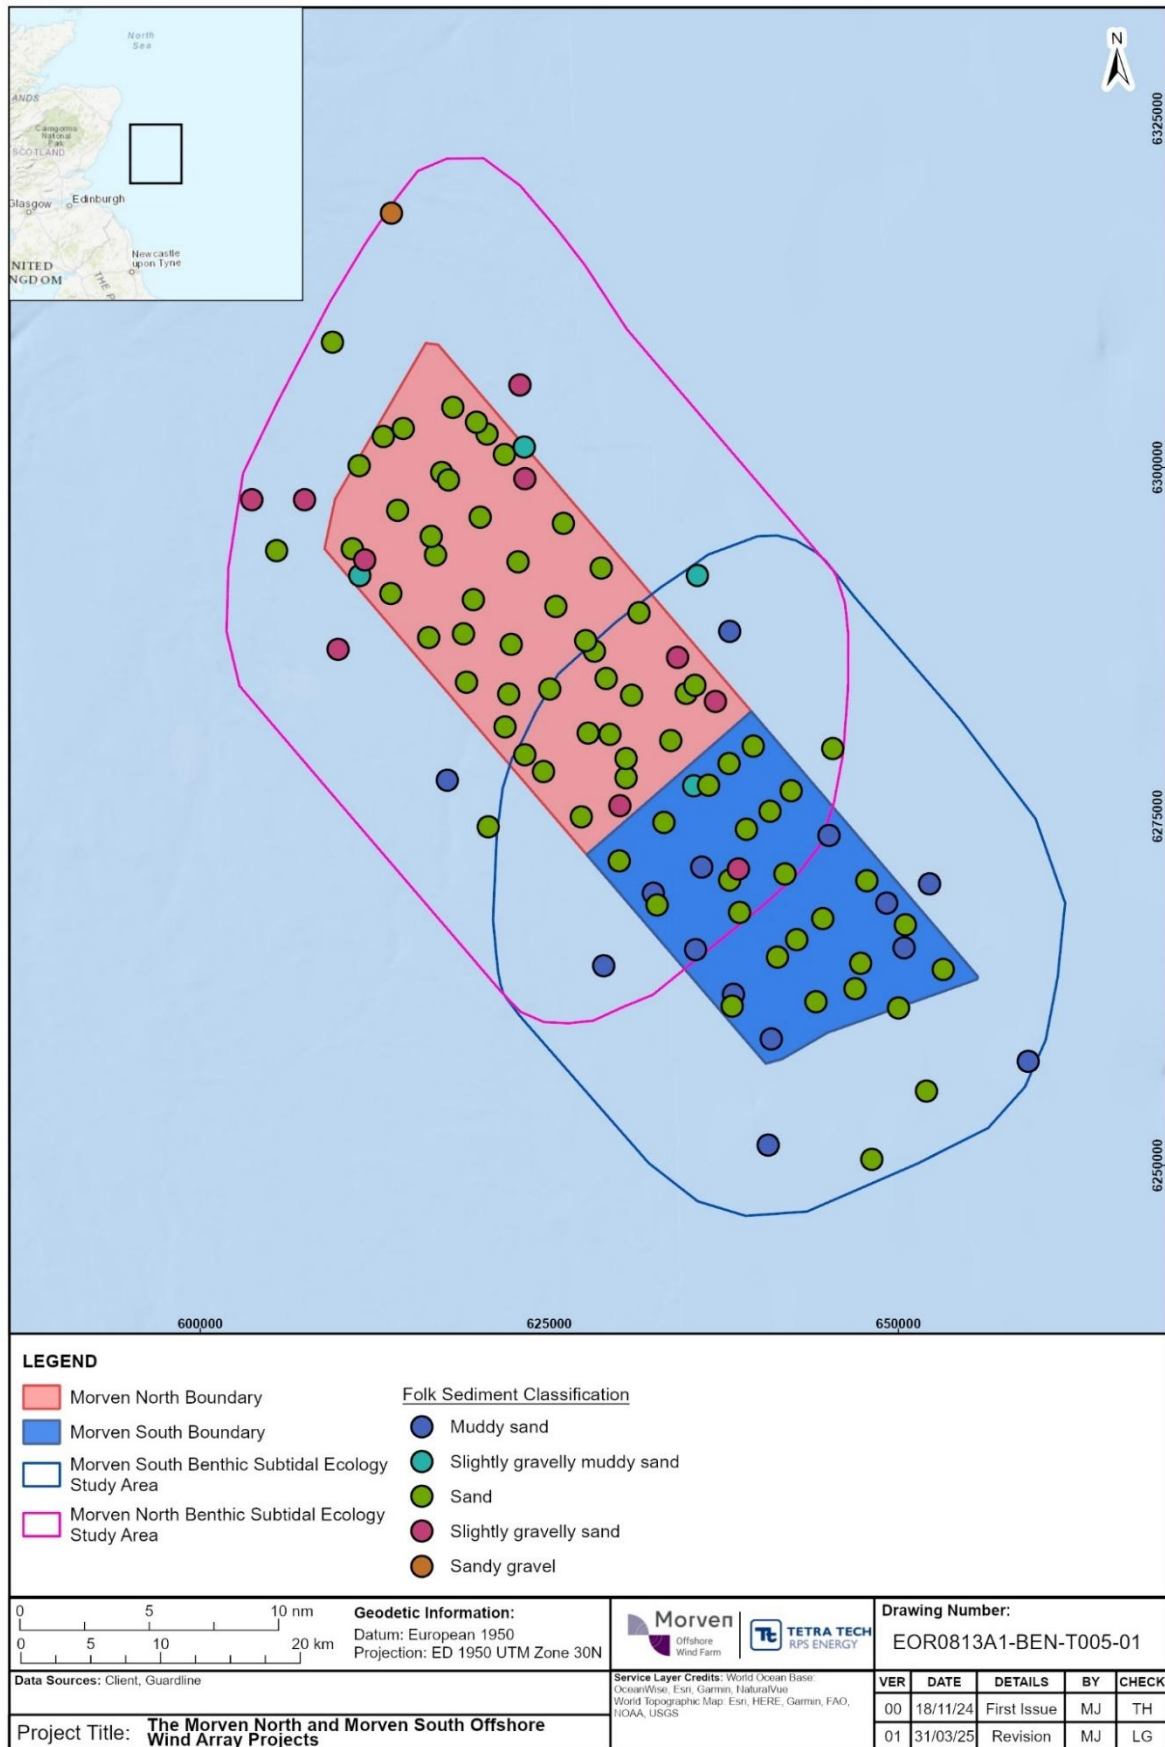 North
Sea
ANDS
Cairngorms
National
Park
SCOTLAND
Glasgow
Edinburgh
Newcastle
upon Tyne
NITED
NGDOM
THE P
N
6325000
6300000
6275000
6250000
600000
625000
650000
LEGEND
Morven North Boundary
Morven South Boundary
Morven South Benthic Subtidal Ecology
Study Area
Morven North Benthic Subtidal Ecology
Study Area
Folk Sediment Classification
Muddy sand
Slightly gravelly muddy sand
Sand
Slightly gravelly sand
Sandy gravel
0 5 10 nm
0 5 10 20 km
Geodetic Information:
Datum: European 1950
Projection: ED 1950 UTM Zone 30N
Morven
Offshore
Wind Farm
Tt TETRA TECH
RPS ENERGY
Drawing Number:
EOR0813A1-BEN-T005-01
Data Sources: Client, Guardline
Service Layer Credits: World Ocean Base:
OceanWise, Esri, Garmin, NaturalVue
World Topographic Map: Esri, HERE, Garmin, FAO,
NOAA, USGS
VER DATE DETAILS BY CHECK
00 18/11/24 First Issue MJ TH
01 31/03/25 Revision MJ LG
Project Title: The Morven North and Morven South Offshore
Wind Array Projects